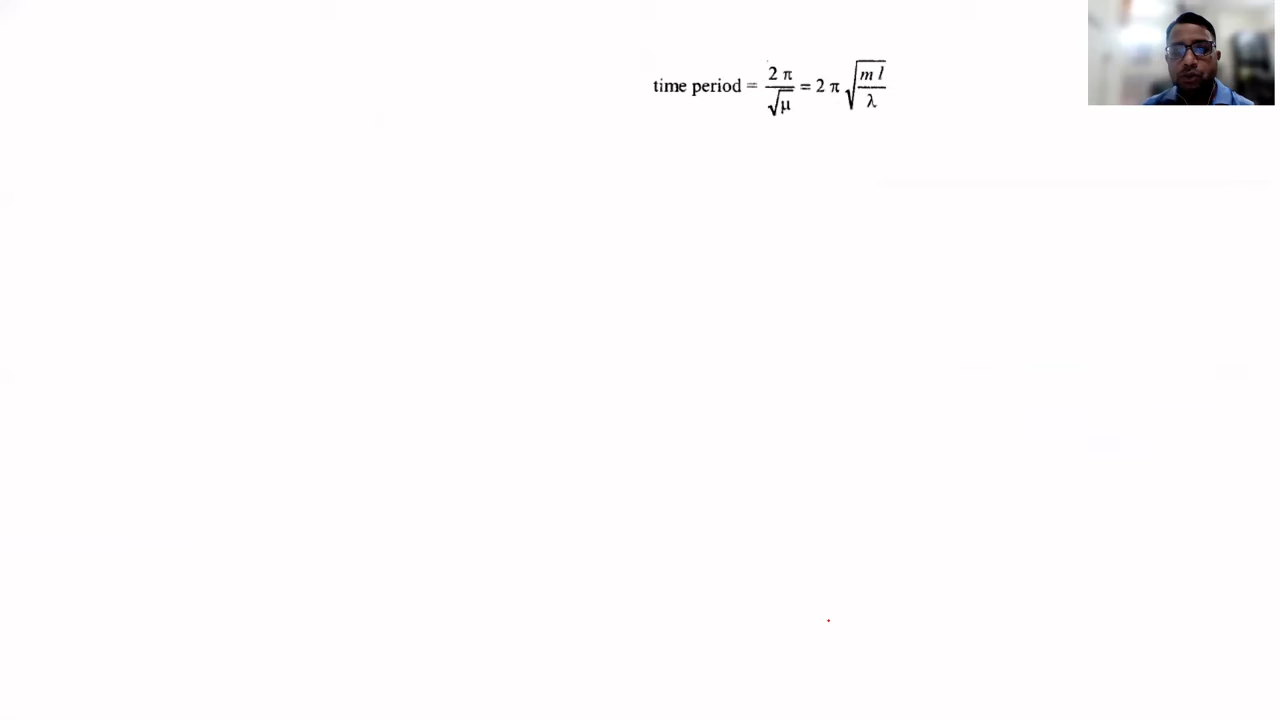 time period = 2 π / √μ = 2 π √(m l / λ)